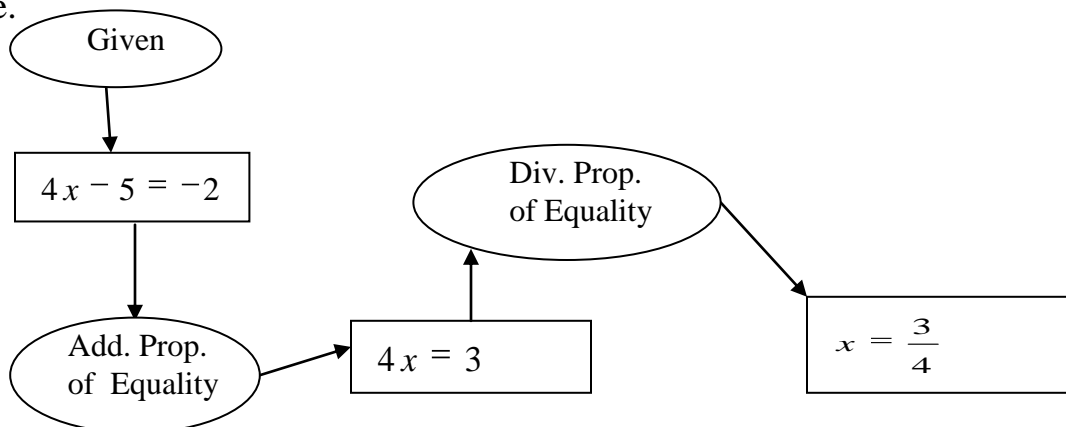 e.
Given
4x − 5 = −2
Add. Prop.
of Equality
4x = 3
Div. Prop.
of Equality
x = 3/4